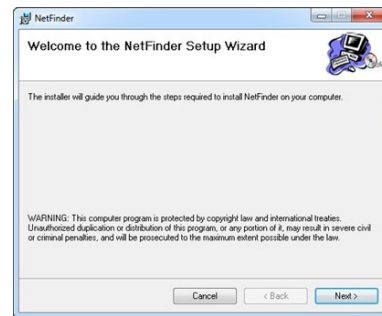 NetFinder
Welcome to the NetFinder Setup Wizard
The installer will guide you through the steps required to install NetFinder on your computer.
WARNING: This computer program is protected by copyright law and international treaties.
Unauthorized duplication or distribution of this program, or any portion of it, may result in severe civil
or criminal penalties, and will be prosecuted to the maximum extent possible under the law.
Cancel
< Back
Next >